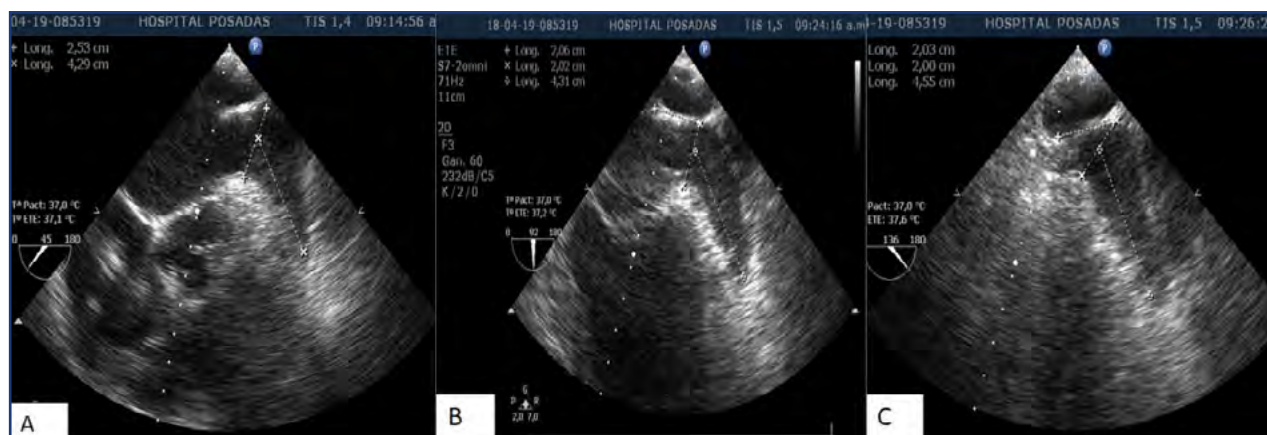 04-19-085319 HOSPITAL POSADAS TIS 1,4 09:14:56 a
+ Long. 2,53 cm
× Long. 4,29 cm
Tª Pact: 37,0 °C
Tª ETE: 37,1 °C
0 45 180
A
18-04-19-085319 HOSPITAL POSADAS TIS 1,5 09:24:16 a.m
ETE
S7-2omni
71Hz
11cm
+ Long. 2,06 cm
× Long. 2,02 cm
Long. 4,31 cm
2D
F3
Gan. 60
232dB/C5
K/2/0
Tª Pact: 37,0 °C
Tª ETE: 37,2 °C
0 92 180
G
P R
2,0 7,0
B
-19-085319 HOSPITAL POSADAS TIS 1,5 09:26:2
Long. 2,03 cm
Long. 2,00 cm
Long. 4,55 cm
Pact: 37,0 °C
ETE: 37,6 °C
136 180
C